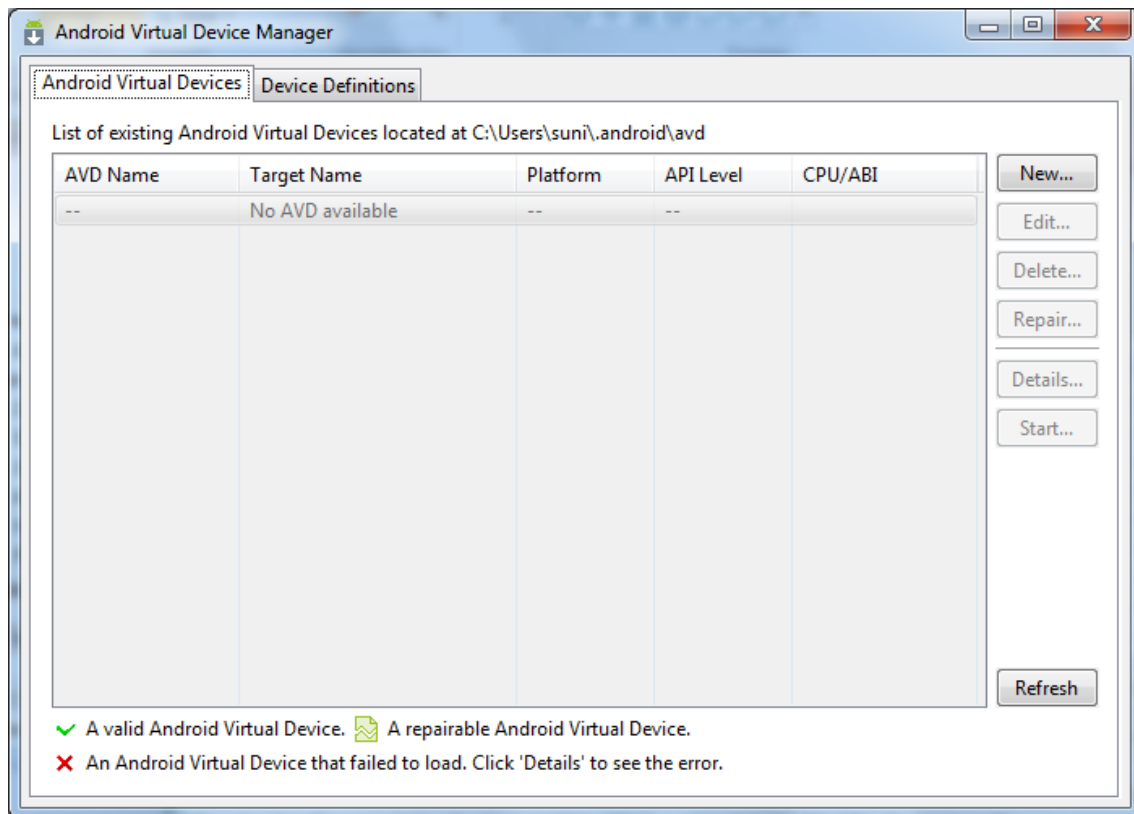 Android Virtual Device Manager
Android Virtual Devices Device Definitions
List of existing Android Virtual Devices located at C:\Users\suni\.android\avd
AVD Name Target Name Platform API Level CPU/ABI
-- No AVD available -- --
New...
Edit...
Delete...
Repair...
Details...
Start...
Refresh
A valid Android Virtual Device. A repairable Android Virtual Device.
An Android Virtual Device that failed to load. Click 'Details' to see the error.